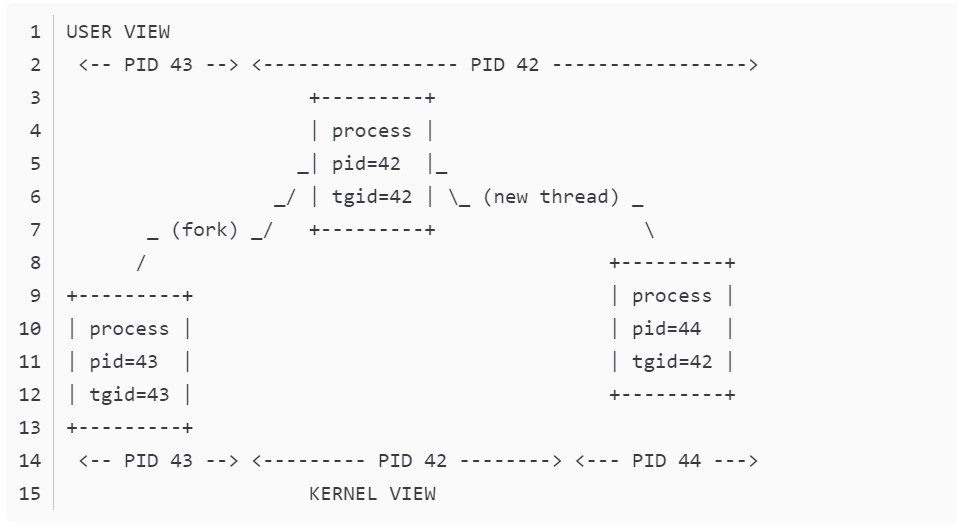 1 USER VIEW
2  <-- PID 43 --> <----------------- PID 42 ----------------->
3                      +---------+
4                      | process |
5                     _| pid=42  |_
6                   _/ | tgid=42 | \_ (new thread) _
7        _ (fork) _/   +---------+                   \
8       /                                         +---------+
9 +---------+                                     | process |
10 | process |                                     | pid=44  |
11 | pid=43  |                                     | tgid=42 |
12 | tgid=43 |                                     +---------+
13 +---------+
14  <-- PID 43 --> <--------- PID 42 --------> <--- PID 44 --->
15                      KERNEL VIEW